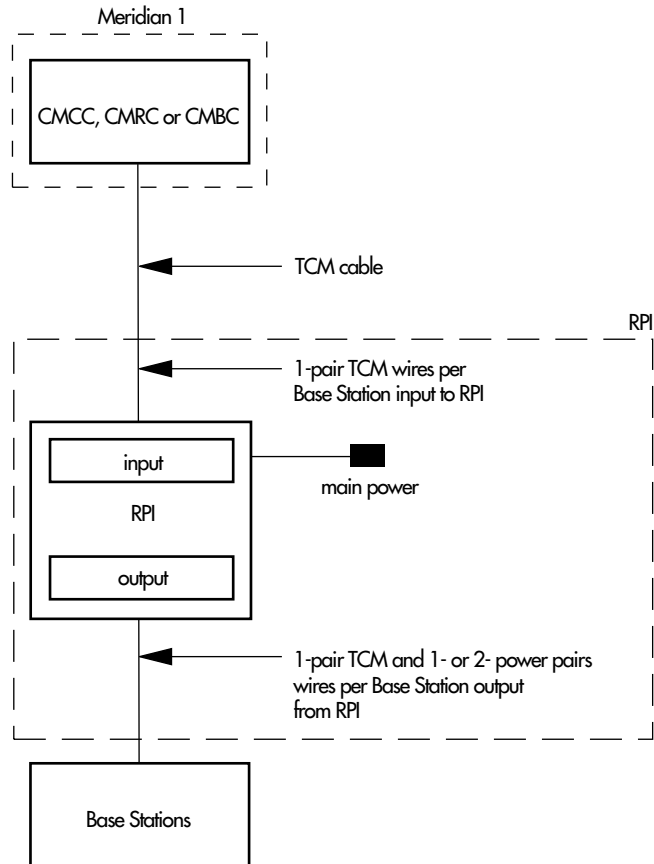 Meridian 1
CMCC, CMRC or CMBC
TCM cable
RPI
1-pair TCM wires per
Base Station input to RPI
input
main power
RPI
output
1-pair TCM and 1- or 2- power pairs
wires per Base Station output
from RPI
Base Stations